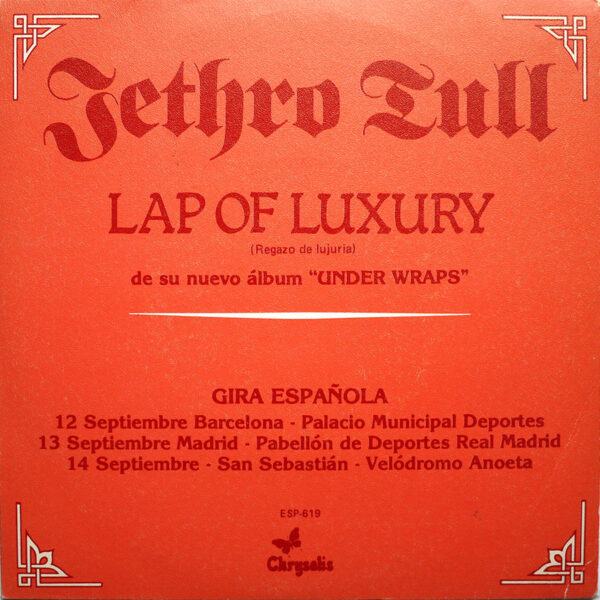 Jethro Tull
LAP OF LUXURY
(Regazo de lujuria)
de su nuevo álbum “UNDER WRAPS”
GIRA ESPAÑOLA
12 Septiembre Barcelona - Palacio Municipal Deportes
13 Septiembre Madrid - Pabellón de Deportes Real Madrid
14 Septiembre - San Sebastián - Velódromo Anoeta
ESP-619
Chrysalis